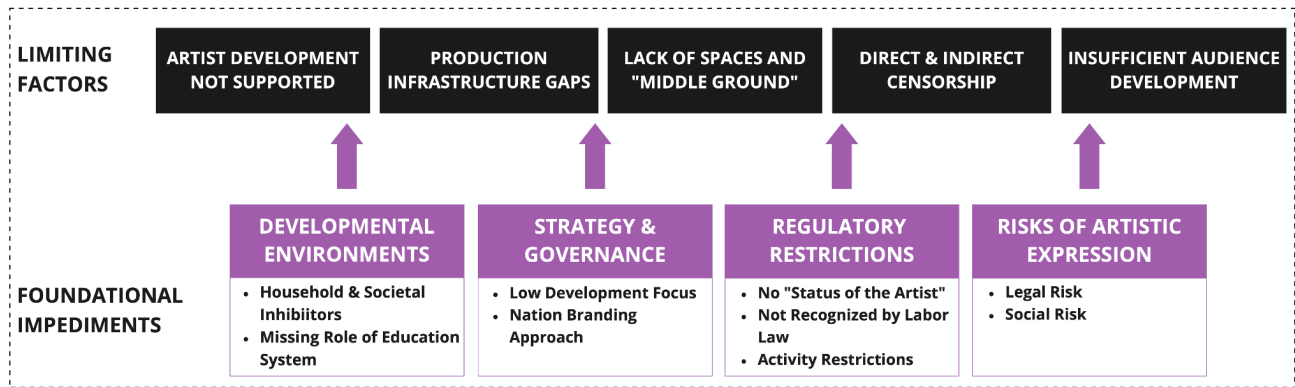 LIMITING
FACTORS
ARTIST DEVELOPMENT
NOT SUPPORTED
PRODUCTION
INFRASTRUCTURE GAPS
LACK OF SPACES AND
"MIDDLE GROUND"
DIRECT & INDIRECT
CENSORSHIP
INSUFFICIENT AUDIENCE
DEVELOPMENT
FOUNDATIONAL
IMPEDIMENTS
DEVELOPMENTAL
ENVIRONMENTS
• Household & Societal
Inhibiitors
• Missing Role of Education
System
STRATEGY &
GOVERNANCE
• Low Development Focus
• Nation Branding
Approach
REGULATORY
RESTRICTIONS
• No "Status of the Artist"
• Not Recognized by Labor
Law
• Activity Restrictions
RISKS OF ARTISTIC
EXPRESSION
• Legal Risk
• Social Risk